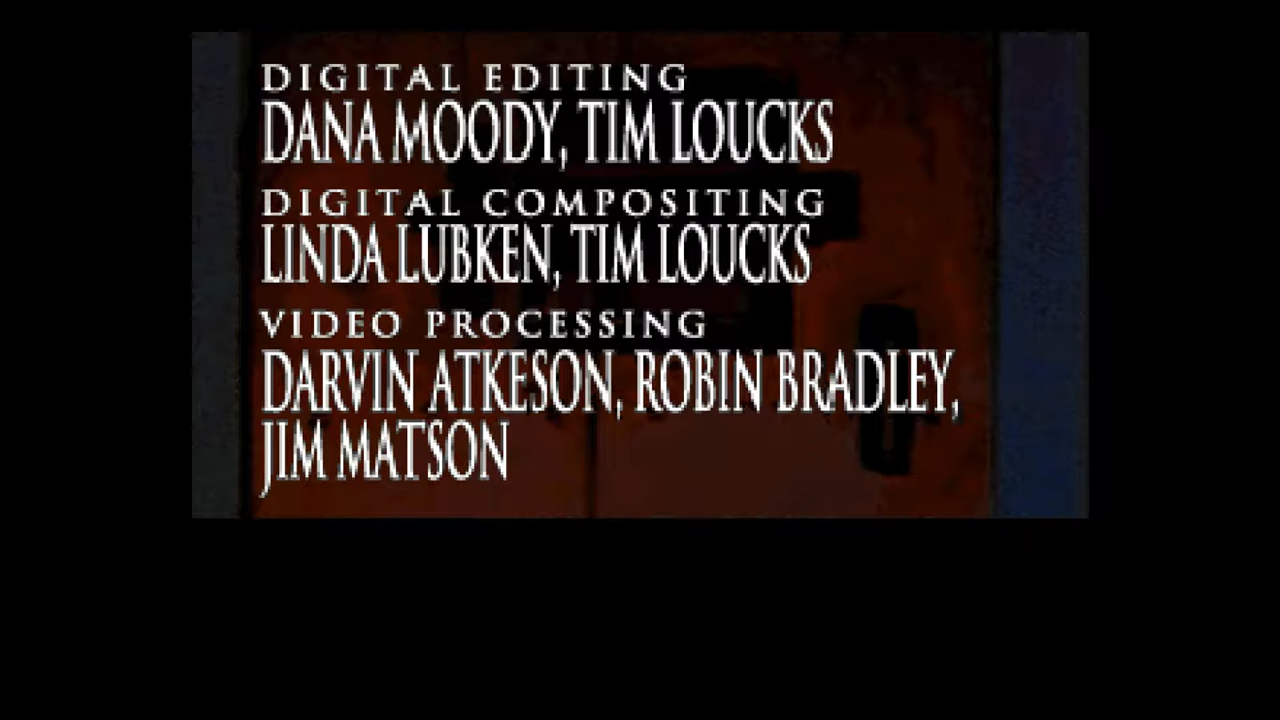 DIGITAL EDITING
DANA MOODY, TIM LOUCKS
DIGITAL COMPOSITING
LINDA LUBKEN, TIM LOUCKS
VIDEO PROCESSING
DARVIN ATKESON, ROBIN BRADLEY,
JIM MATSON